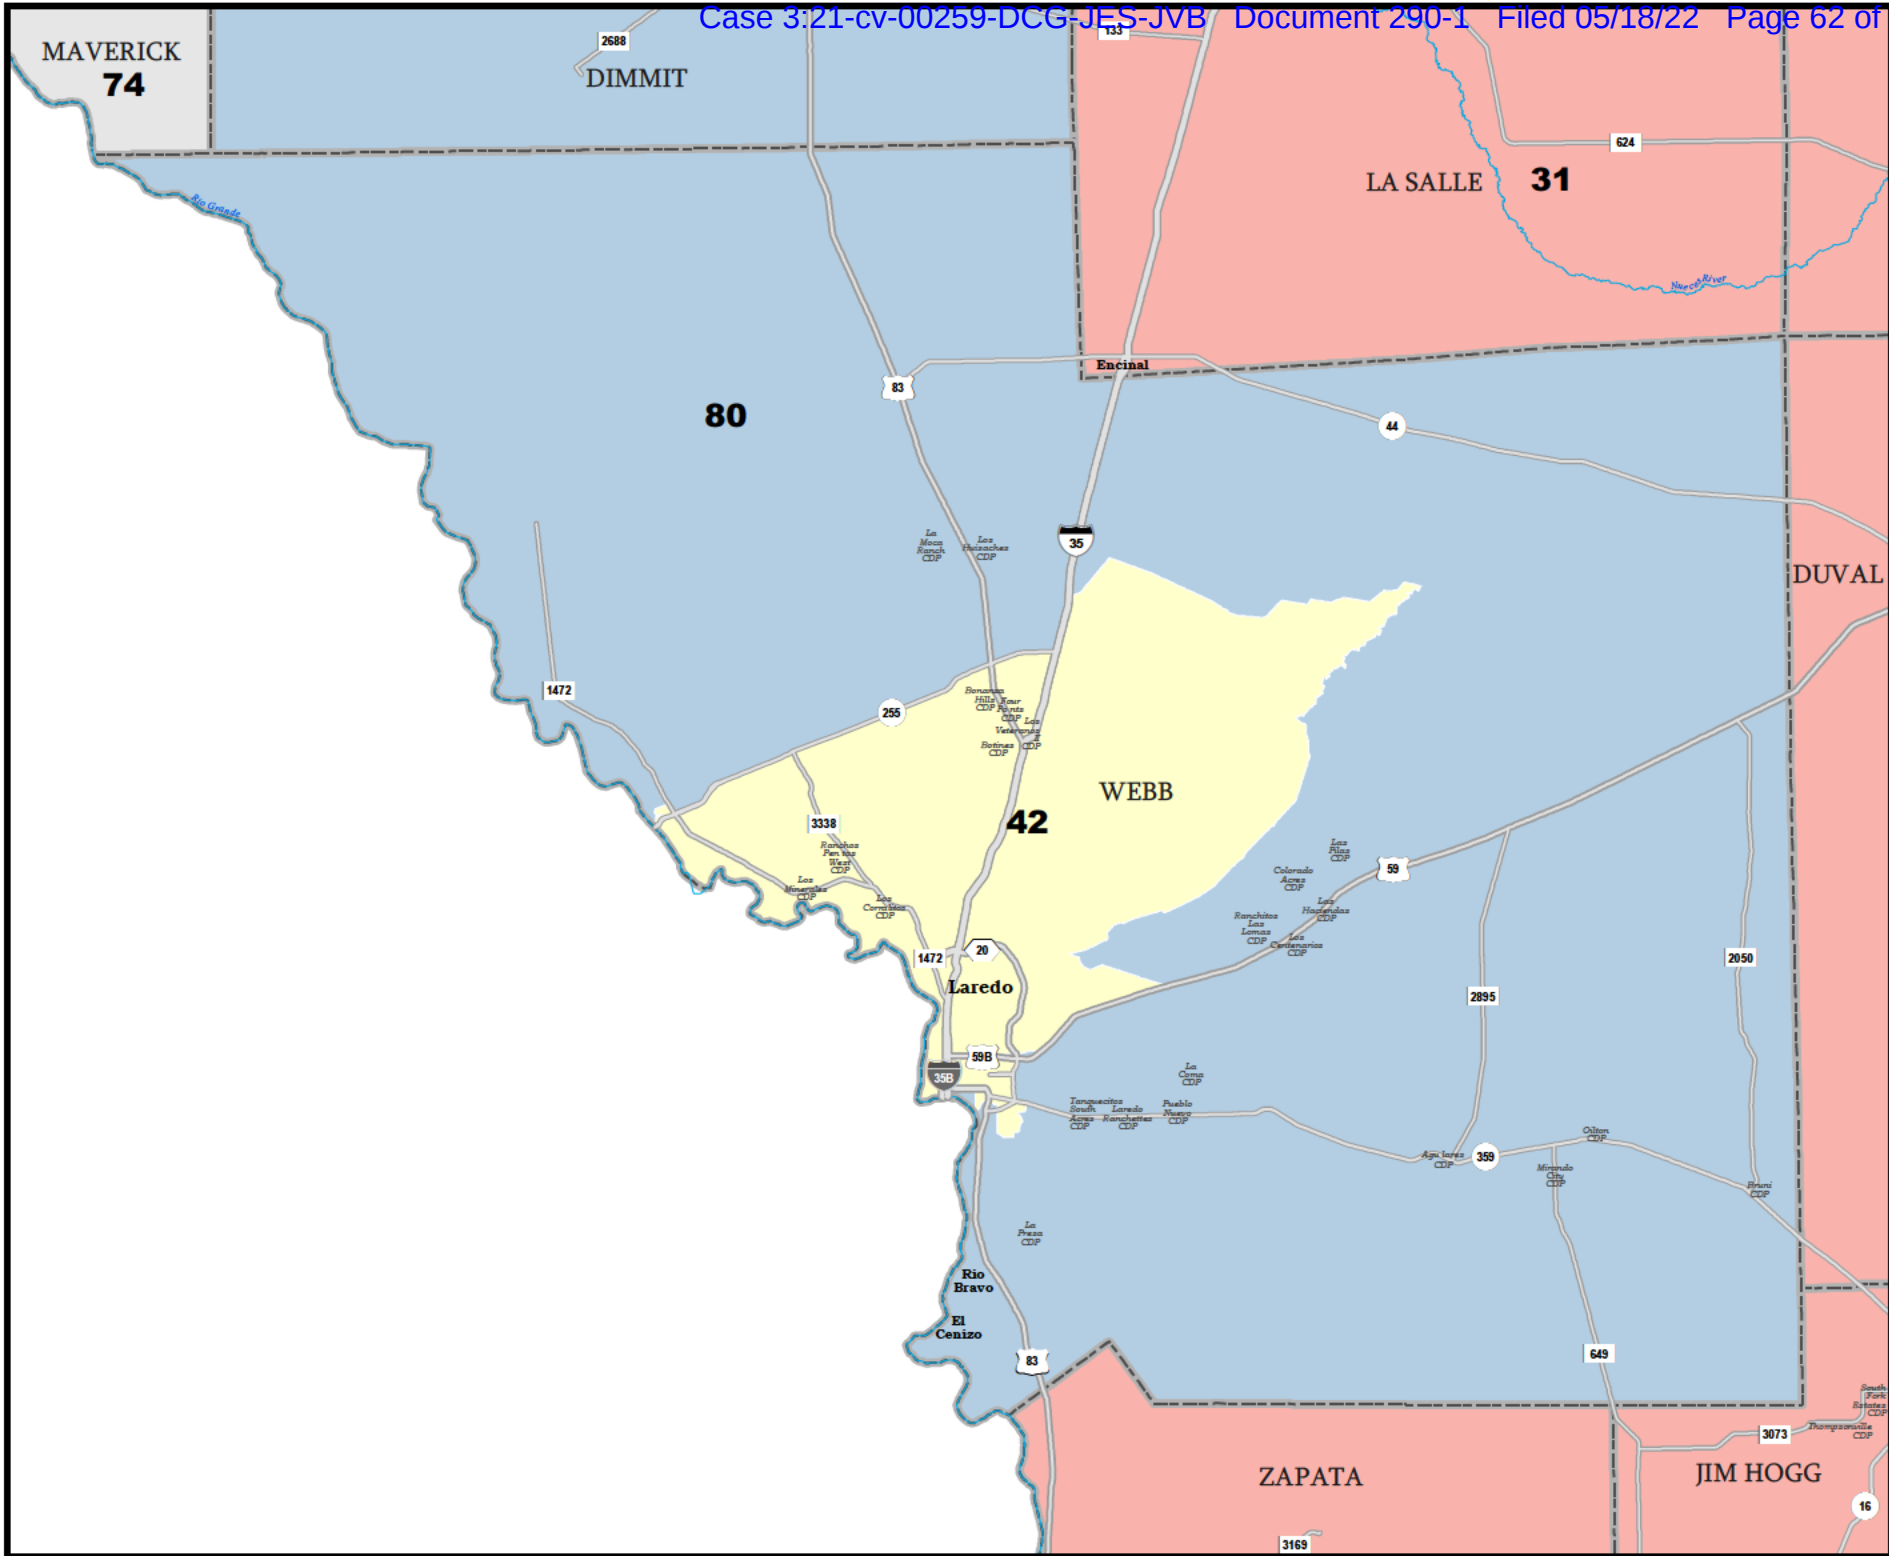 Case 3:21-cv-00259-DCG-JES-JVB Document 290-1 Filed 05/18/22 Page 62 of
MAVERICK
74
2688
DIMMIT
133
624
LA SALLE 31
Rio Grande
Nueces River
Encinal
83
80
44
La
Moca
Ranch
CDP
Los
Huisaches
CDP
35
DUVAL
1472
255
Bonanza
Hills
CDP
Four
Points
CDP
Los
Veteranos
II
CDP
Botines
CDP
WEBB
42
3338
Ranchos
Penitas
West
CDP
Los
Minerales
CDP
Los
Corralitos
CDP
Las
Pilas
CDP
Colorado
Acres
CDP
59
Las
Haciendas
CDP
Ranchitos
Las
Lomas
CDP
Los
Centenarios
CDP
1472
20
2050
Laredo
2895
59B
35B
La
Coma
CDP
Tanquecitos
South
Acres
CDP
Laredo
Ranchettes
CDP
Pueblo
Nuevo
CDP
Aguilares
CDP
359
Oilton
CDP
Mirando
City
CDP
Bruni
CDP
La
Presa
CDP
Rio
Bravo
El
Cenizo
83
649
South
Fork
Estates
CDP
Thompsonville
CDP
3073
ZAPATA
JIM HOGG
16
3169